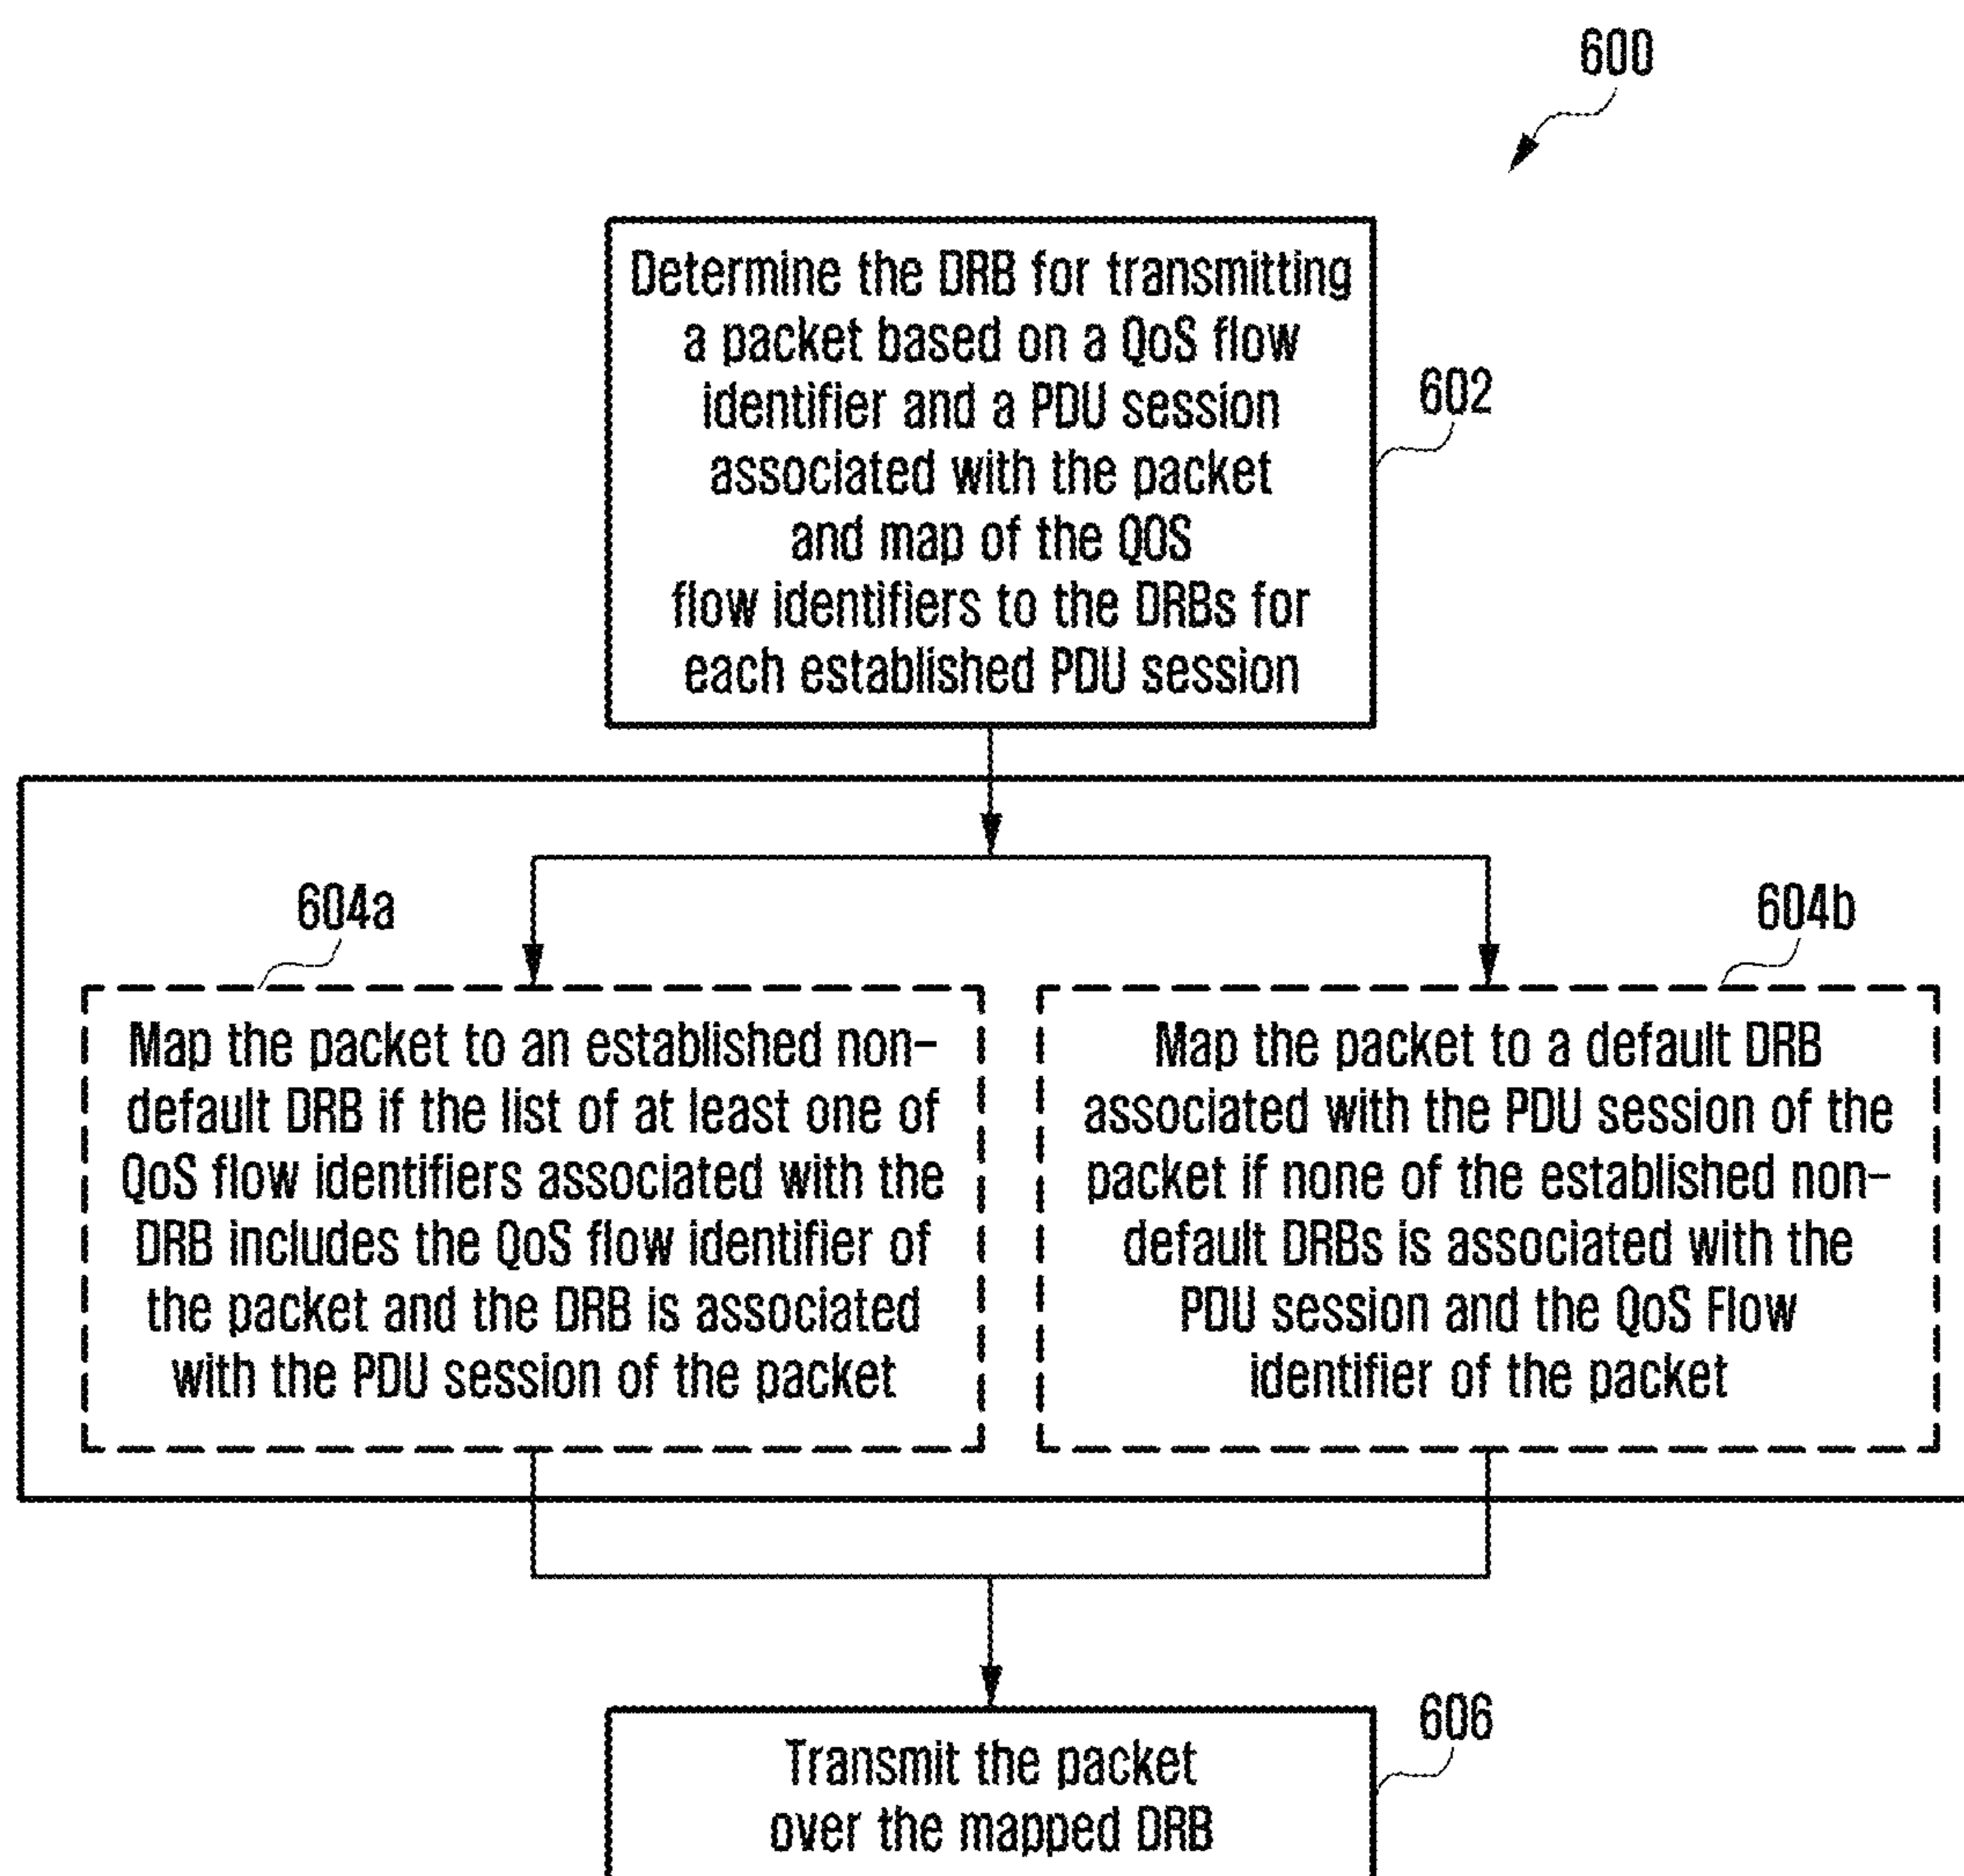 600
Determine the DRB for transmitting
a packet based on a QoS flow
identifier and a PDU session
associated with the packet
and map of the QOS
flow identifiers to the DRBs for
each established PDU session
602
604a
604b
Map the packet to an established non-
default DRB if the list of at least one of
QoS flow identifiers associated with the
DRB includes the QoS flow identifier of
the packet and the DRB is associated
with the PDU session of the packet
Map the packet to a default DRB
associated with the PDU session of the
packet if none of the established non-
default DRBs is associated with the
PDU session and the QoS Flow
identifier of the packet
606
Transmit the packet
over the mapped DRB